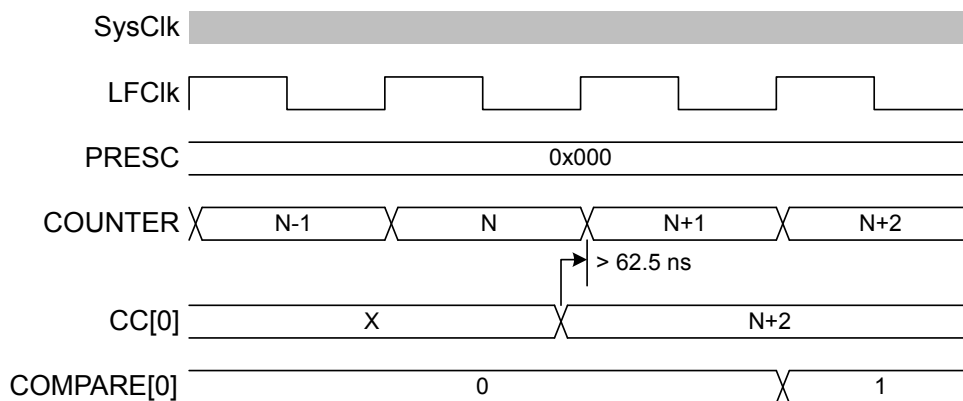 SysClk
LFClk
PRESC 0x000
COUNTER N-1 N N+1 N+2
> 62.5 ns
CC[0] X N+2
COMPARE[0] 0 1